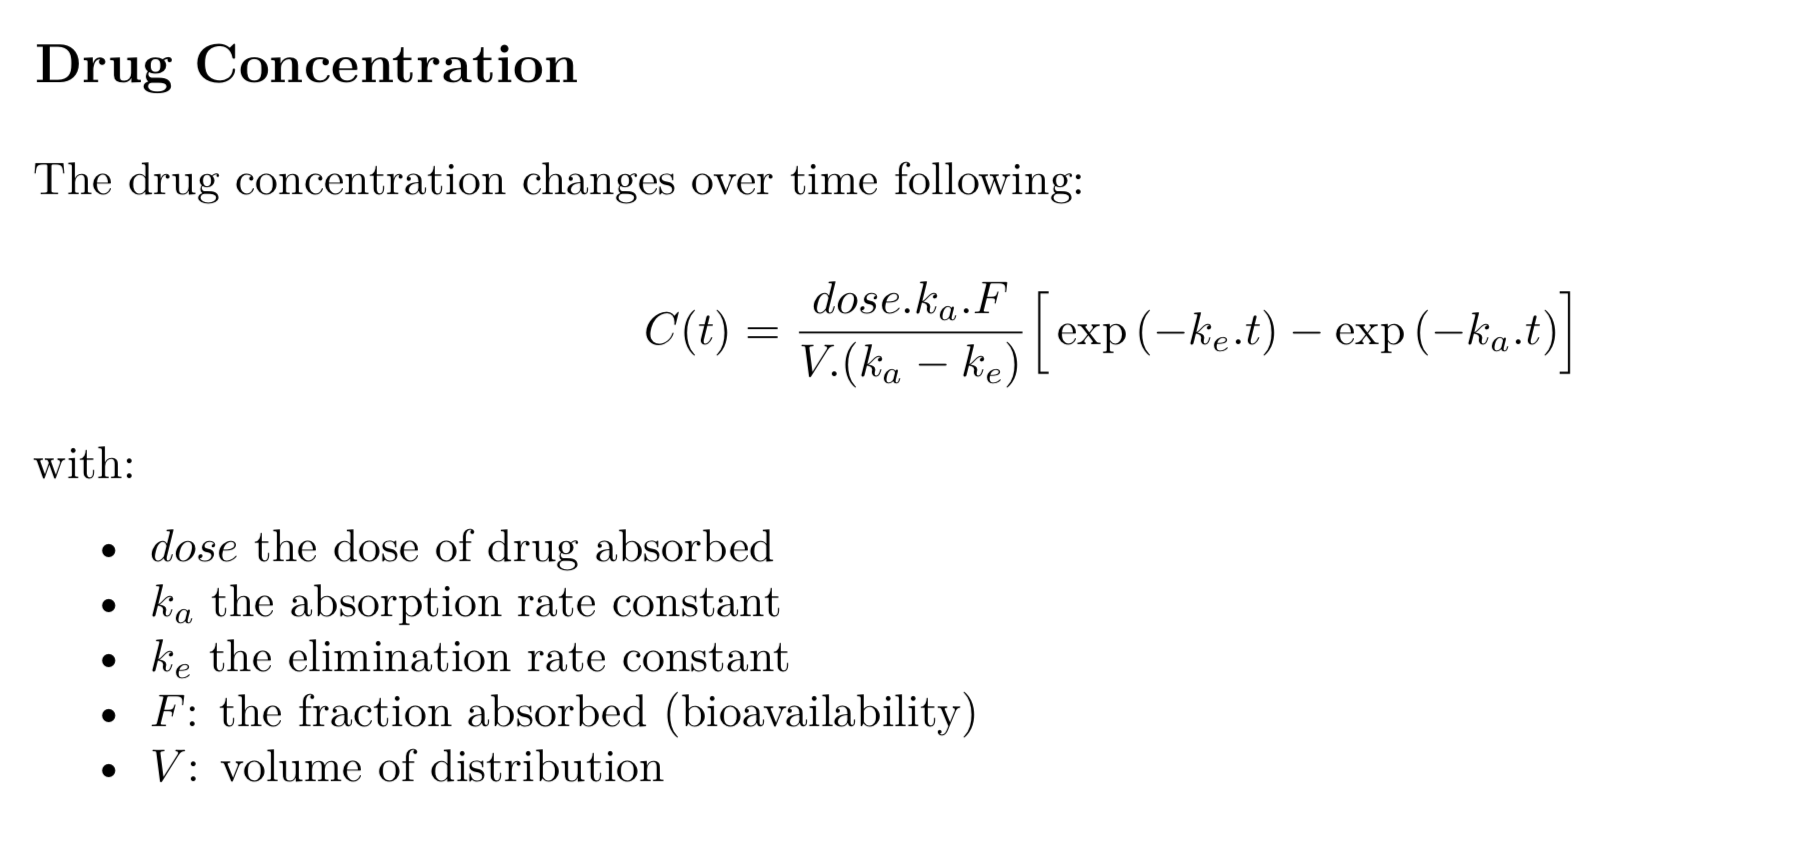 Drug Concentration
The drug concentration changes over time following:
C(t) = \frac{dose.k_a.F}{V.(k_a - k_e)} \left[ \exp(-k_e.t) - \exp(-k_a.t) \right]
with:
• dose the dose of drug absorbed
• k_a the absorption rate constant
• k_e the elimination rate constant
• F: the fraction absorbed (bioavailability)
• V: volume of distribution